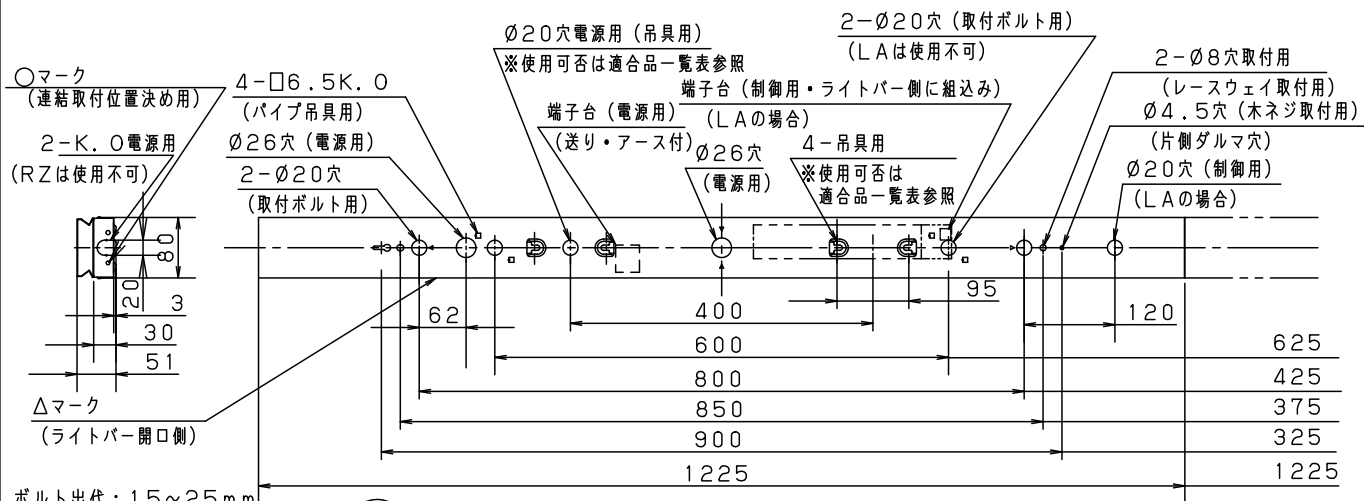 ○マーク
(連結取付位置決め用)
2-K.0電源用
(RZは使用不可)
4-□6.5K.0
(パイプ吊具用)
Ø26穴(電源用)
2-Ø20穴
(取付ボルト用)
Ø20穴電源用(吊具用)
※使用可否は適合品一覧表参照
端子台(電源用)
(送り・アース付)
Ø26穴
(電源用)
2-Ø20穴(取付ボルト用)
(LAは使用不可)
端子台(制御用・ライトバー側に組込み)
(LAの場合)
4-吊具用
※使用可否は
適合品一覧表参照
2-Ø8穴取付用
(レースウェイ取付用)
Ø4.5穴(木ネジ取付用)
(片側ダルマ穴)
Ø20穴(制御用)
(LAの場合)
80
20
3
30
51
62
400
95
120
600
625
800
425
850
375
900
325
1225
1225
△マーク
(ライトバー開口側)
ボルト出代:15~25mm